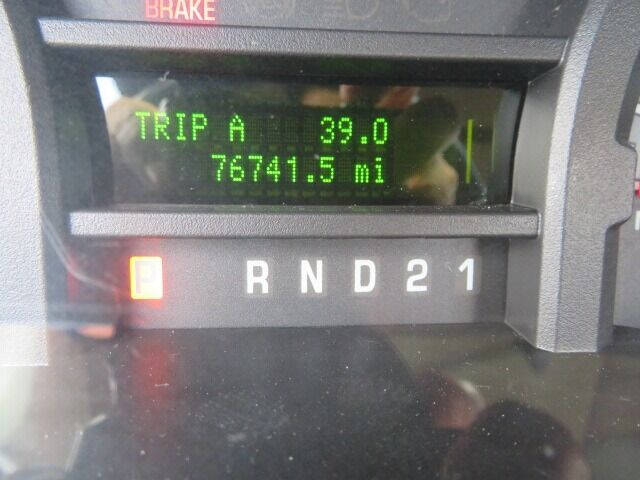 BRAKE
TRIP A 39.0
76741.5 mi
P R N D 2 1